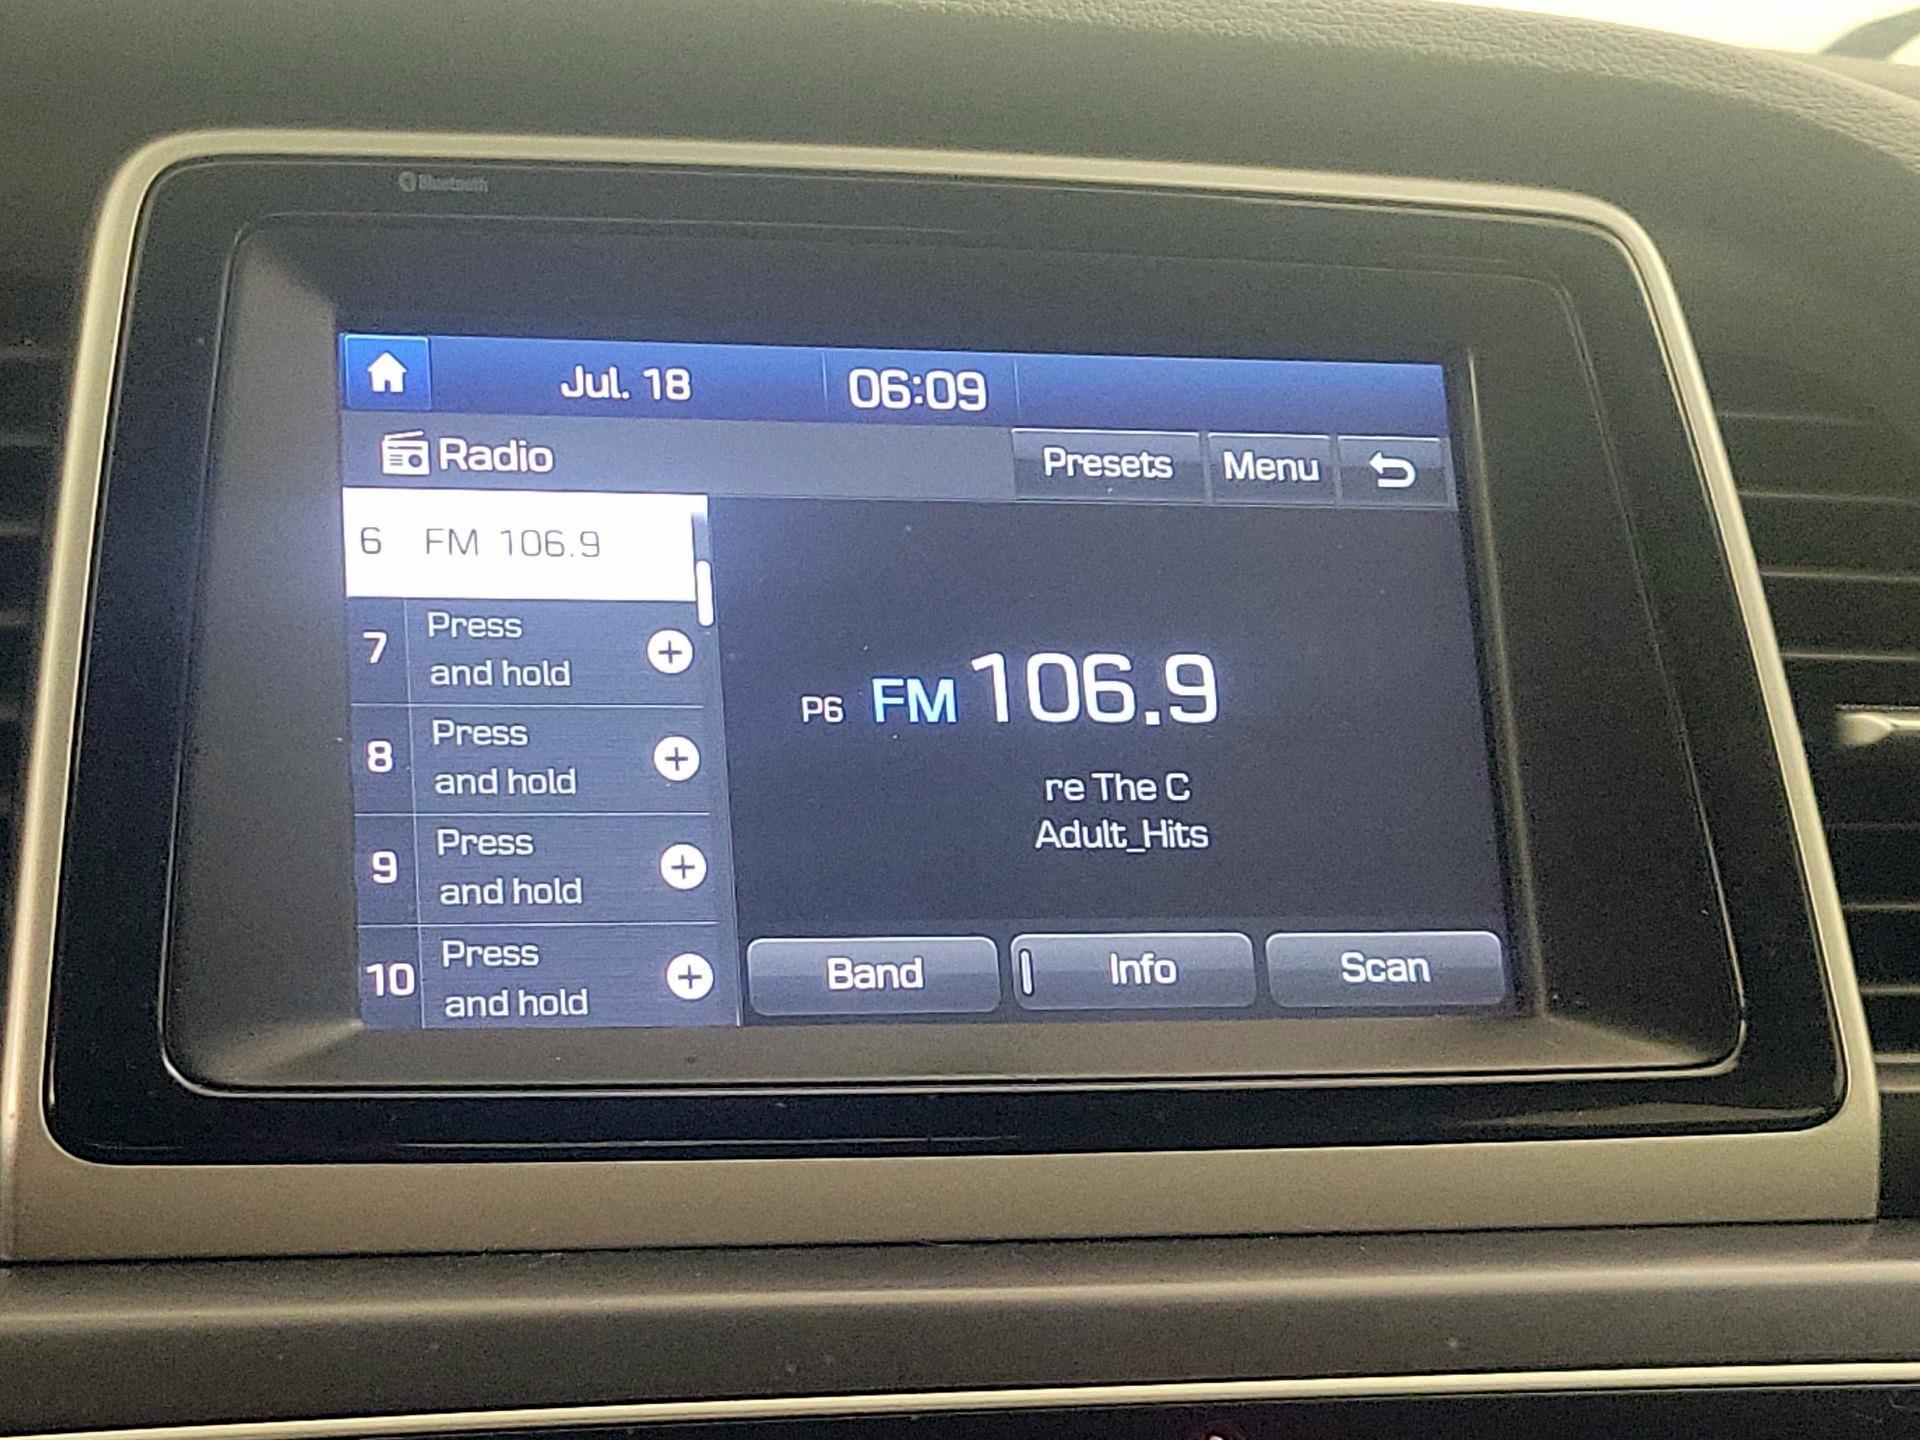 Bluetooth
Jul. 18
06:09
Radio
Presets
Menu
6 FM 106.9
7 Press
and hold
8 Press
and hold
9 Press
and hold
10 Press
and hold
P6 FM 106.9
re The C
Adult_Hits
Band
Info
Scan